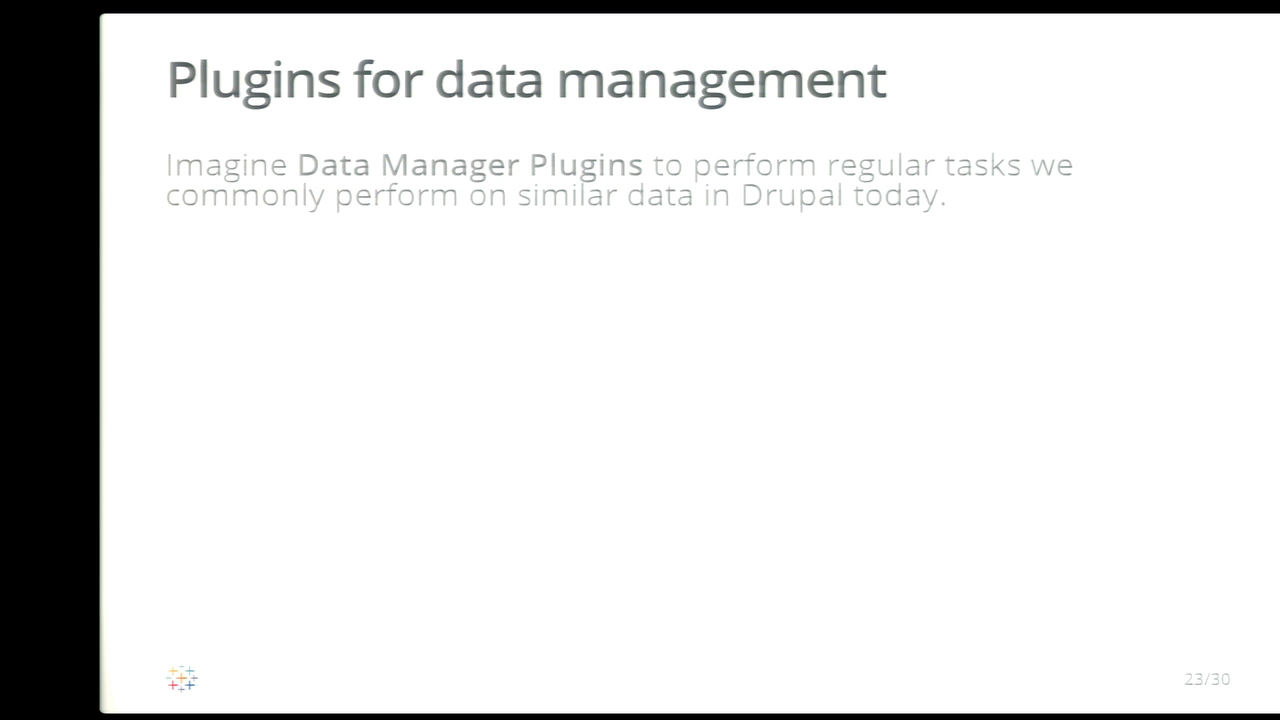 Plugins for data management
Imagine Data Manager Plugins to perform regular tasks we
commonly perform on similar data in Drupal today.
23/30